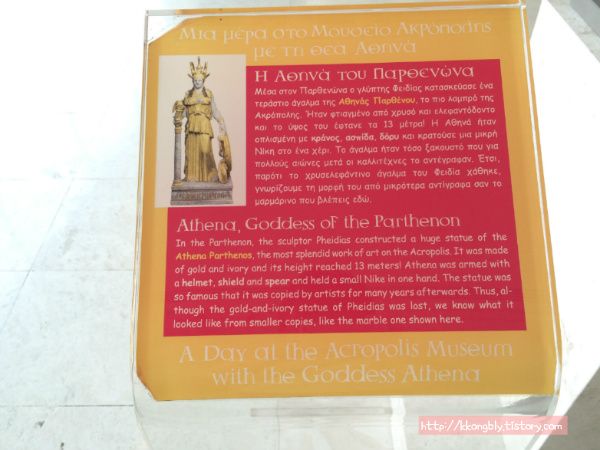 Μια μέρα στο Μουσείο Ακρόπολης
με τη θεά Αθηνά
Η Αθηνά του Παρθενώνα
Μέσα στον Παρθενώνα ο γλύπτης Φειδίας κατασκεύασε ένα
τεράστιο άγαλμα της Αθηνάς Παρθένου, το πιο λαμπρό της
Ακρόπολης. Ήταν φτιαγμένο από χρυσό και ελεφαντόδοντο
και το ύψος του έφτανε τα 13 μέτρα! Η Αθηνά ήταν
οπλισμένη με κράνος, ασπίδα, δόρυ και κρατούσε μια μικρή
Νίκη στο ένα χέρι. Το άγαλμα ήταν τόσο ξακουστό που για
πολλούς αιώνες μετά οι καλλιτέχνες το αντέγραφαν. Έτσι,
παρότι το χρυσελεφάντινο άγαλμα του Φειδία χάθηκε,
γνωρίζουμε τη μορφή του από μικρότερα αντίγραφα σαν το
μαρμάρινο που βλέπεις εδώ.
Athena, Goddess of the Parthenon
In the Parthenon, the sculptor Pheidias constructed a huge statue of the
Athena Parthenos, the most splendid work of art on the Acropolis. It was made
of gold and ivory and its height reached 13 meters! Athena was armed with
a helmet, shield and spear and held a small Nike in one hand. The statue was
so famous that it was copied by artists for many years afterwards. Thus, al-
though the gold-and-ivory statue of Pheidias was lost, we know what it
looked like from smaller copies, like the marble one shown here.
A Day at the Acropolis Museum
with the Goddess Athena
http://kkongbly.tistory.com